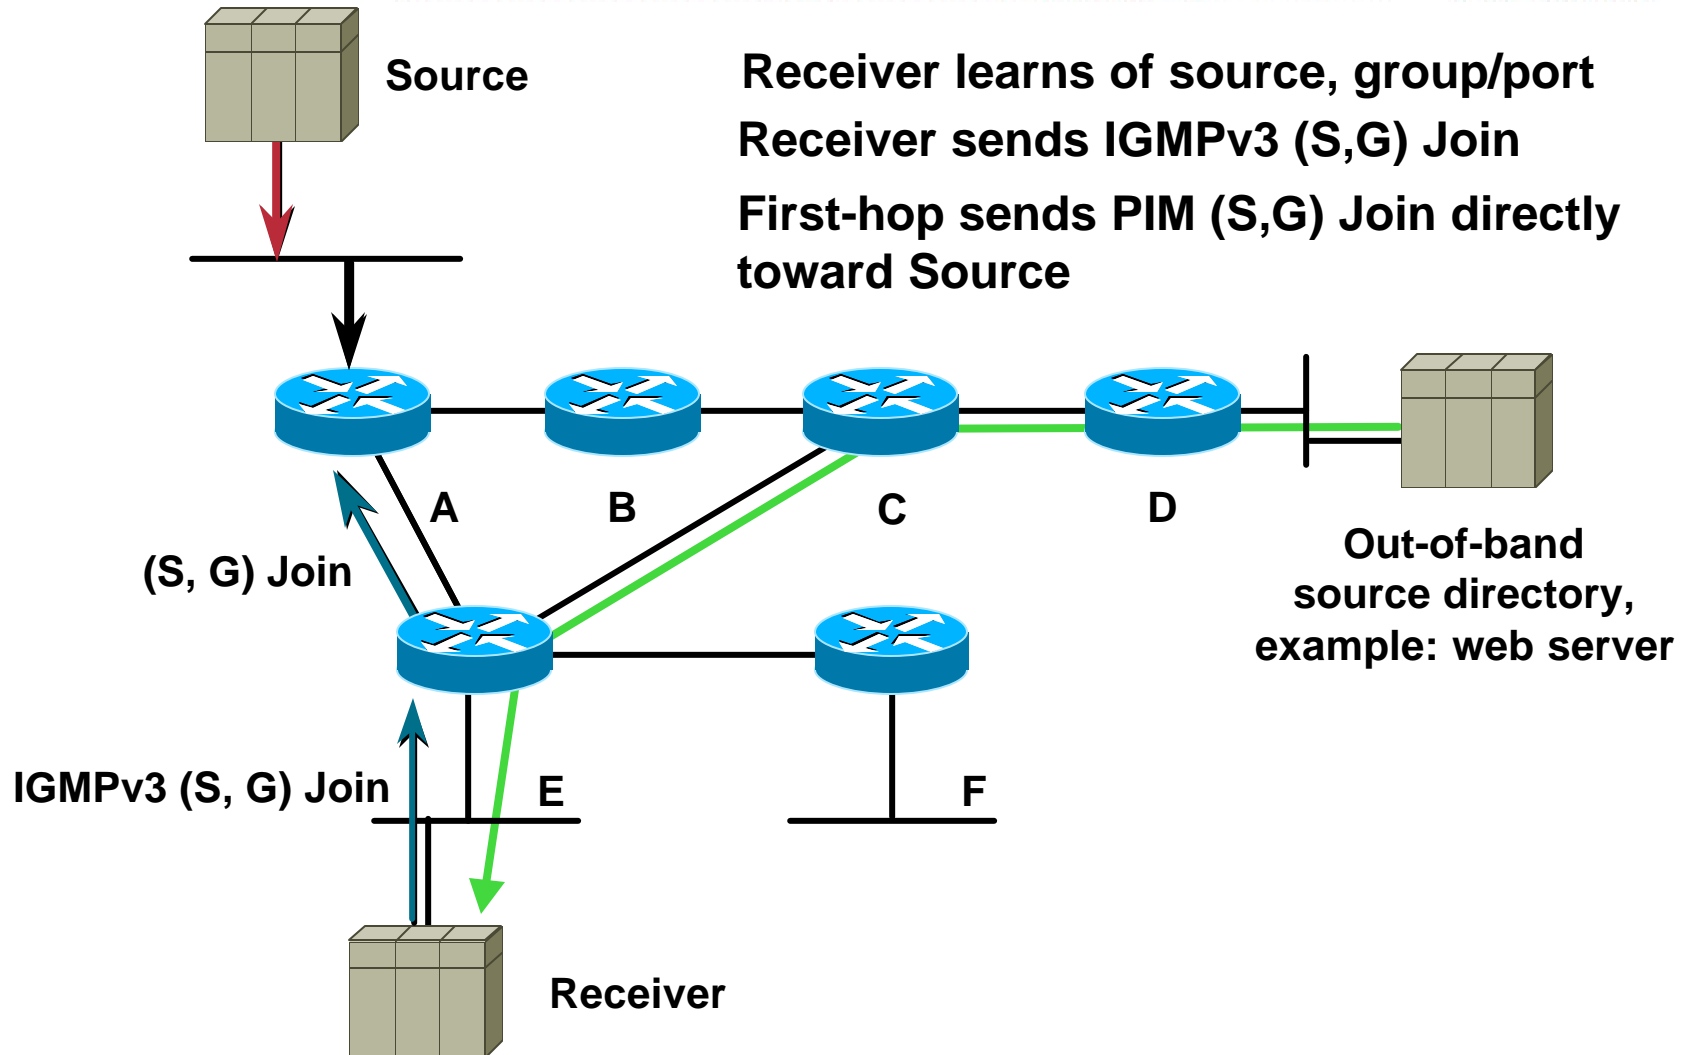 Source
Receiver learns of source, group/port
Receiver sends IGMPv3 (S,G) Join
First-hop sends PIM (S,G) Join directly
toward Source
A
B
C
D
(S, G) Join
Out-of-band
source directory,
example: web server
IGMPv3 (S, G) Join
E
F
Receiver